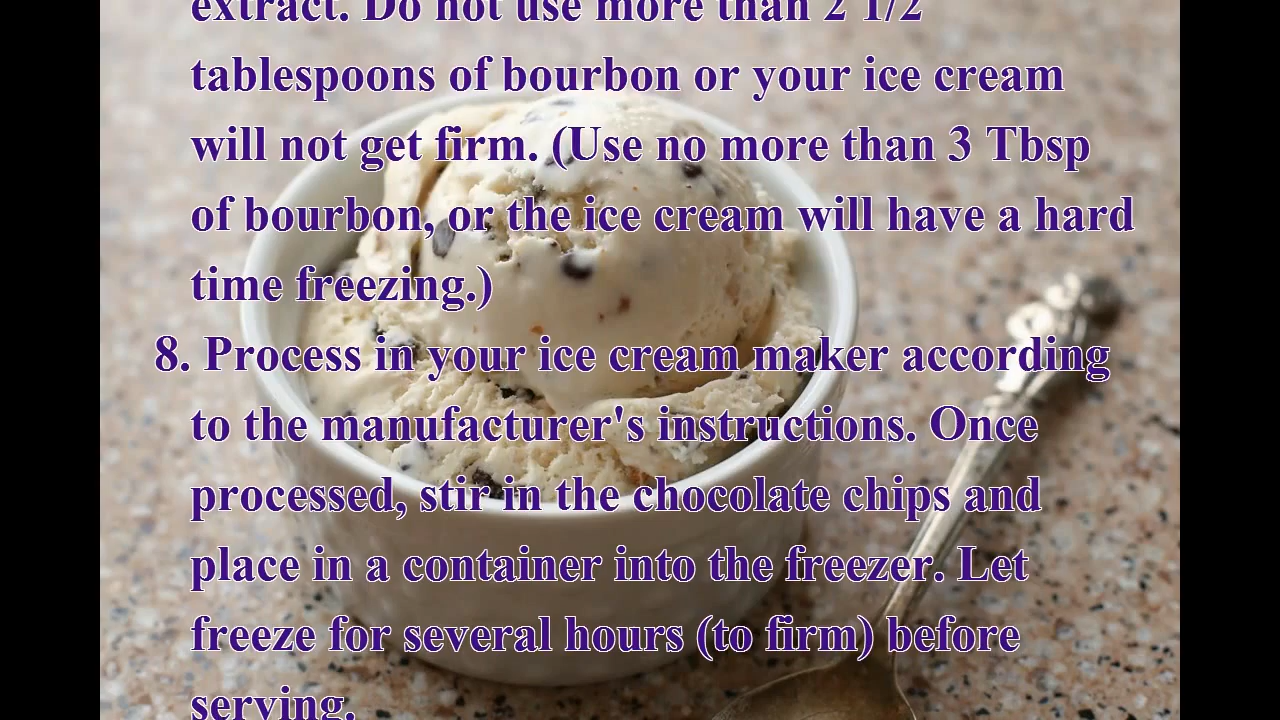 extract. Do not use more than 2 1/2
tablespoons of bourbon or your ice cream
will not get firm. (Use no more than 3 Tbsp
of bourbon, or the ice cream will have a hard
time freezing.)
8. Process in your ice cream maker according
to the manufacturer's instructions. Once
processed, stir in the chocolate chips and
place in a container into the freezer. Let
freeze for several hours (to firm) before
serving.